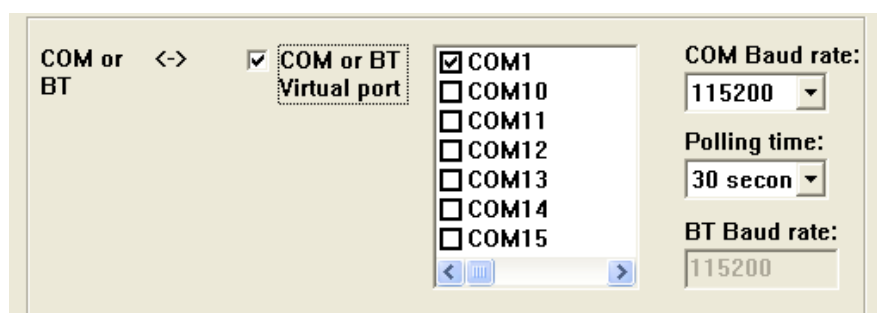 COM or <-> COM or BT
BT Virtual port
COM1
COM10
COM11
COM12
COM13
COM14
COM15
COM Baud rate:
115200
Polling time:
30 secon
BT Baud rate:
115200